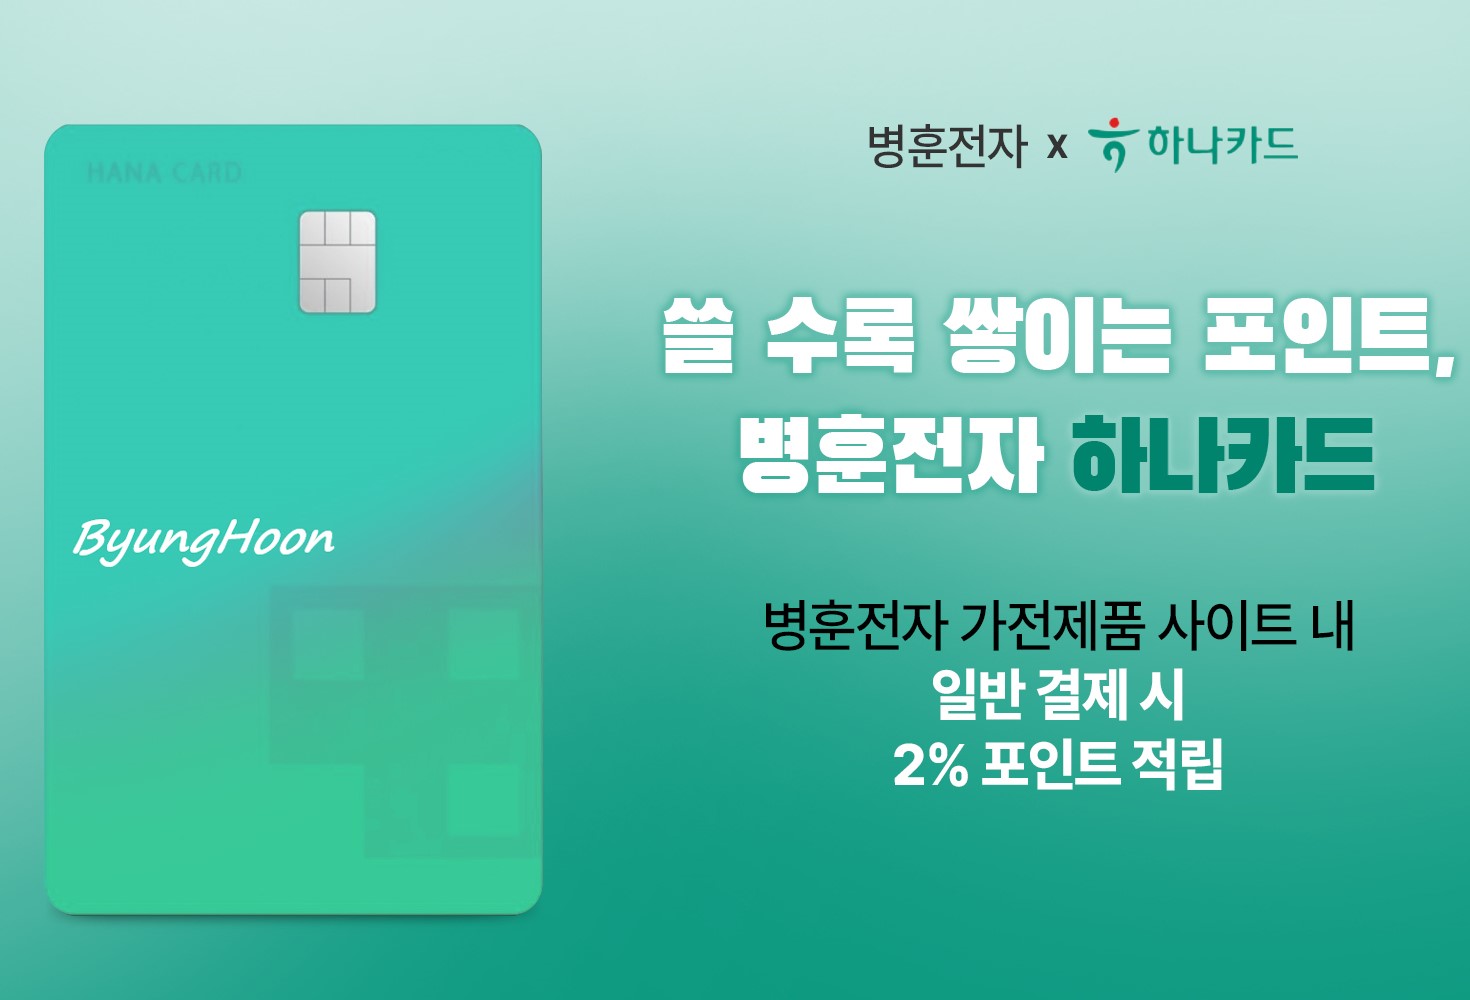 HANA CARD
ByungHoon
병훈전자 x 하나카드
쓸 수록 쌓이는 포인트,
병훈전자 하나카드
병훈전자 가전제품 사이트 내
일반 결제 시
2% 포인트 적립